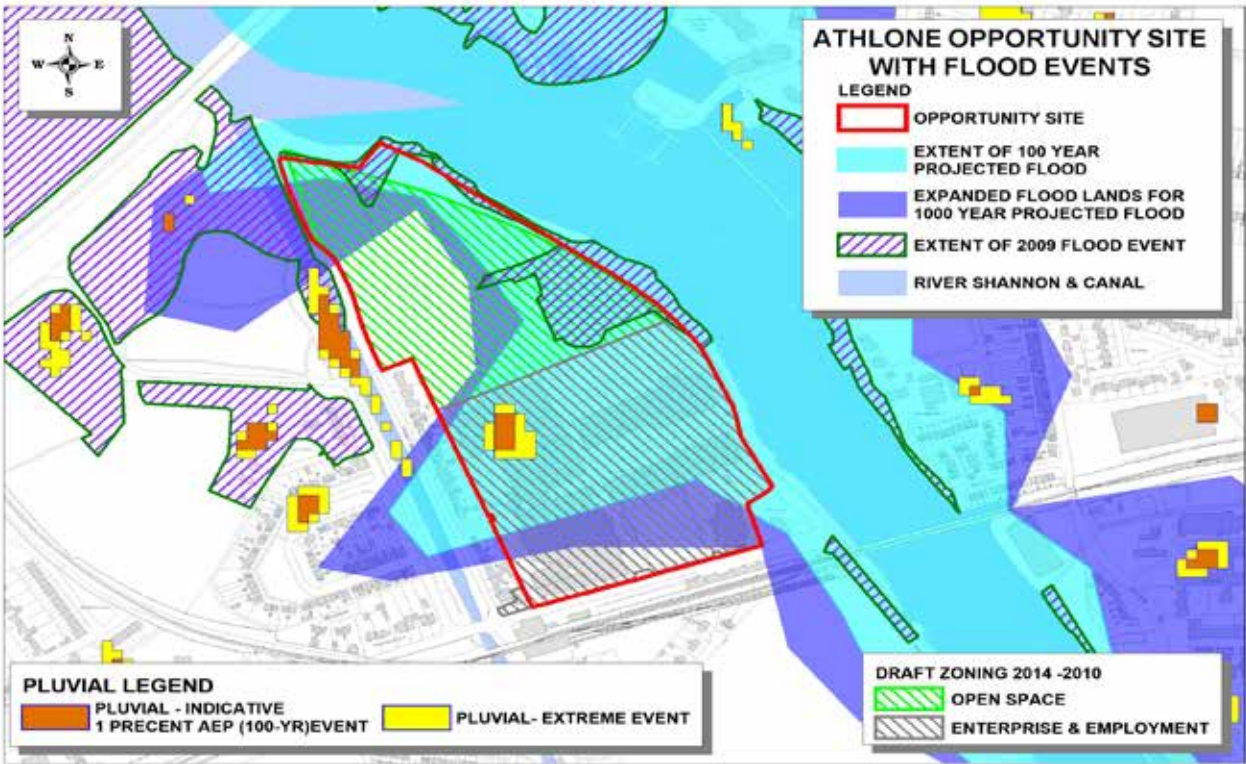 N
W E
S
ATHLONE OPPORTUNITY SITE
WITH FLOOD EVENTS
LEGEND
OPPORTUNITY SITE
EXTENT OF 100 YEAR
PROJECTED FLOOD
EXPANDED FLOOD LANDS FOR
1000 YEAR PROJECTED FLOOD
EXTENT OF 2009 FLOOD EVENT
RIVER SHANNON & CANAL
PLUVIAL LEGEND
PLUVIAL - INDICATIVE
1 PRECENT AEP (100-YR)EVENT
PLUVIAL- EXTREME EVENT
DRAFT ZONING 2014 -2010
OPEN SPACE
ENTERPRISE & EMPLOYMENT